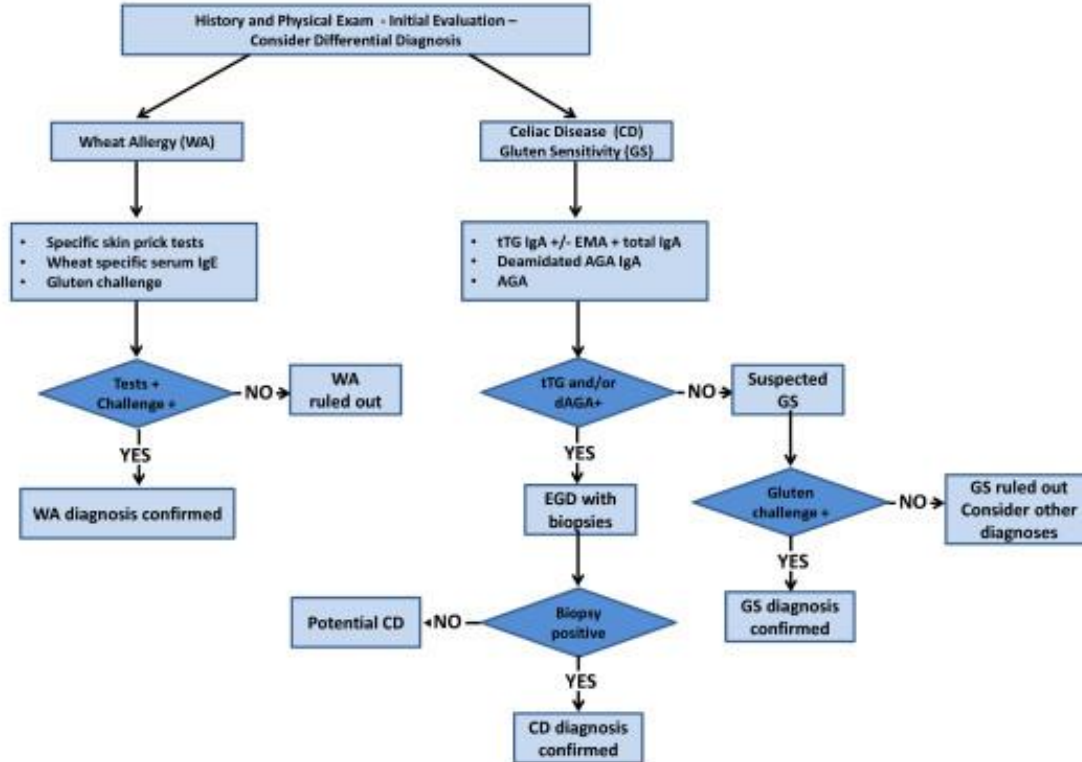 History and Physical Exam - Initial Evaluation –
Consider Differential Diagnosis
Wheat Allergy (WA)
Celiac Disease (CD)
Gluten Sensitivity (GS)
• Specific skin prick tests
• Wheat specific serum IgE
• Gluten challenge
• tTG IgA +/- EMA + total IgA
• Deamidated AGA IgA
• AGA
Tests +
Challenge +
NO
WA
ruled out
tTG and/or
dAGA+
NO
Suspected
GS
YES
YES
WA diagnosis confirmed
EGD with
biopsies
Gluten
challenge +
NO
GS ruled out
Consider other
diagnoses
YES
GS diagnosis
confirmed
Potential CD
NO
Biopsy
positive
YES
CD diagnosis
confirmed